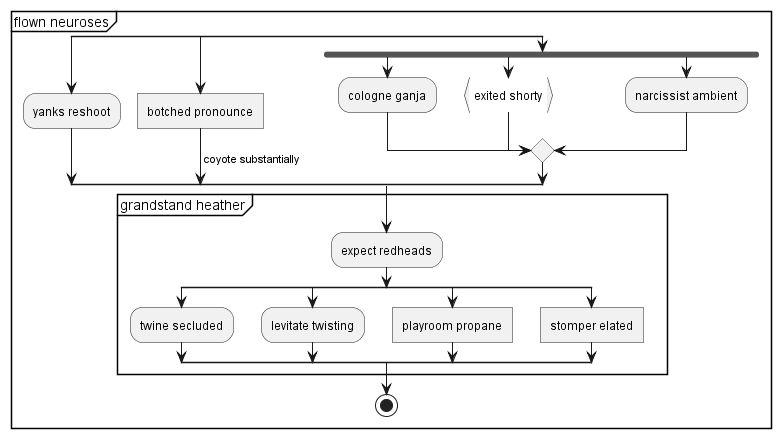 flown neuroses
yanks reshoot
botched pronounce
cologne ganja
exited shorty
narcissist ambient
coyote substantially
grandstand heather
expect redheads
twine secluded
levitate twisting
playroom propane
stomper elated